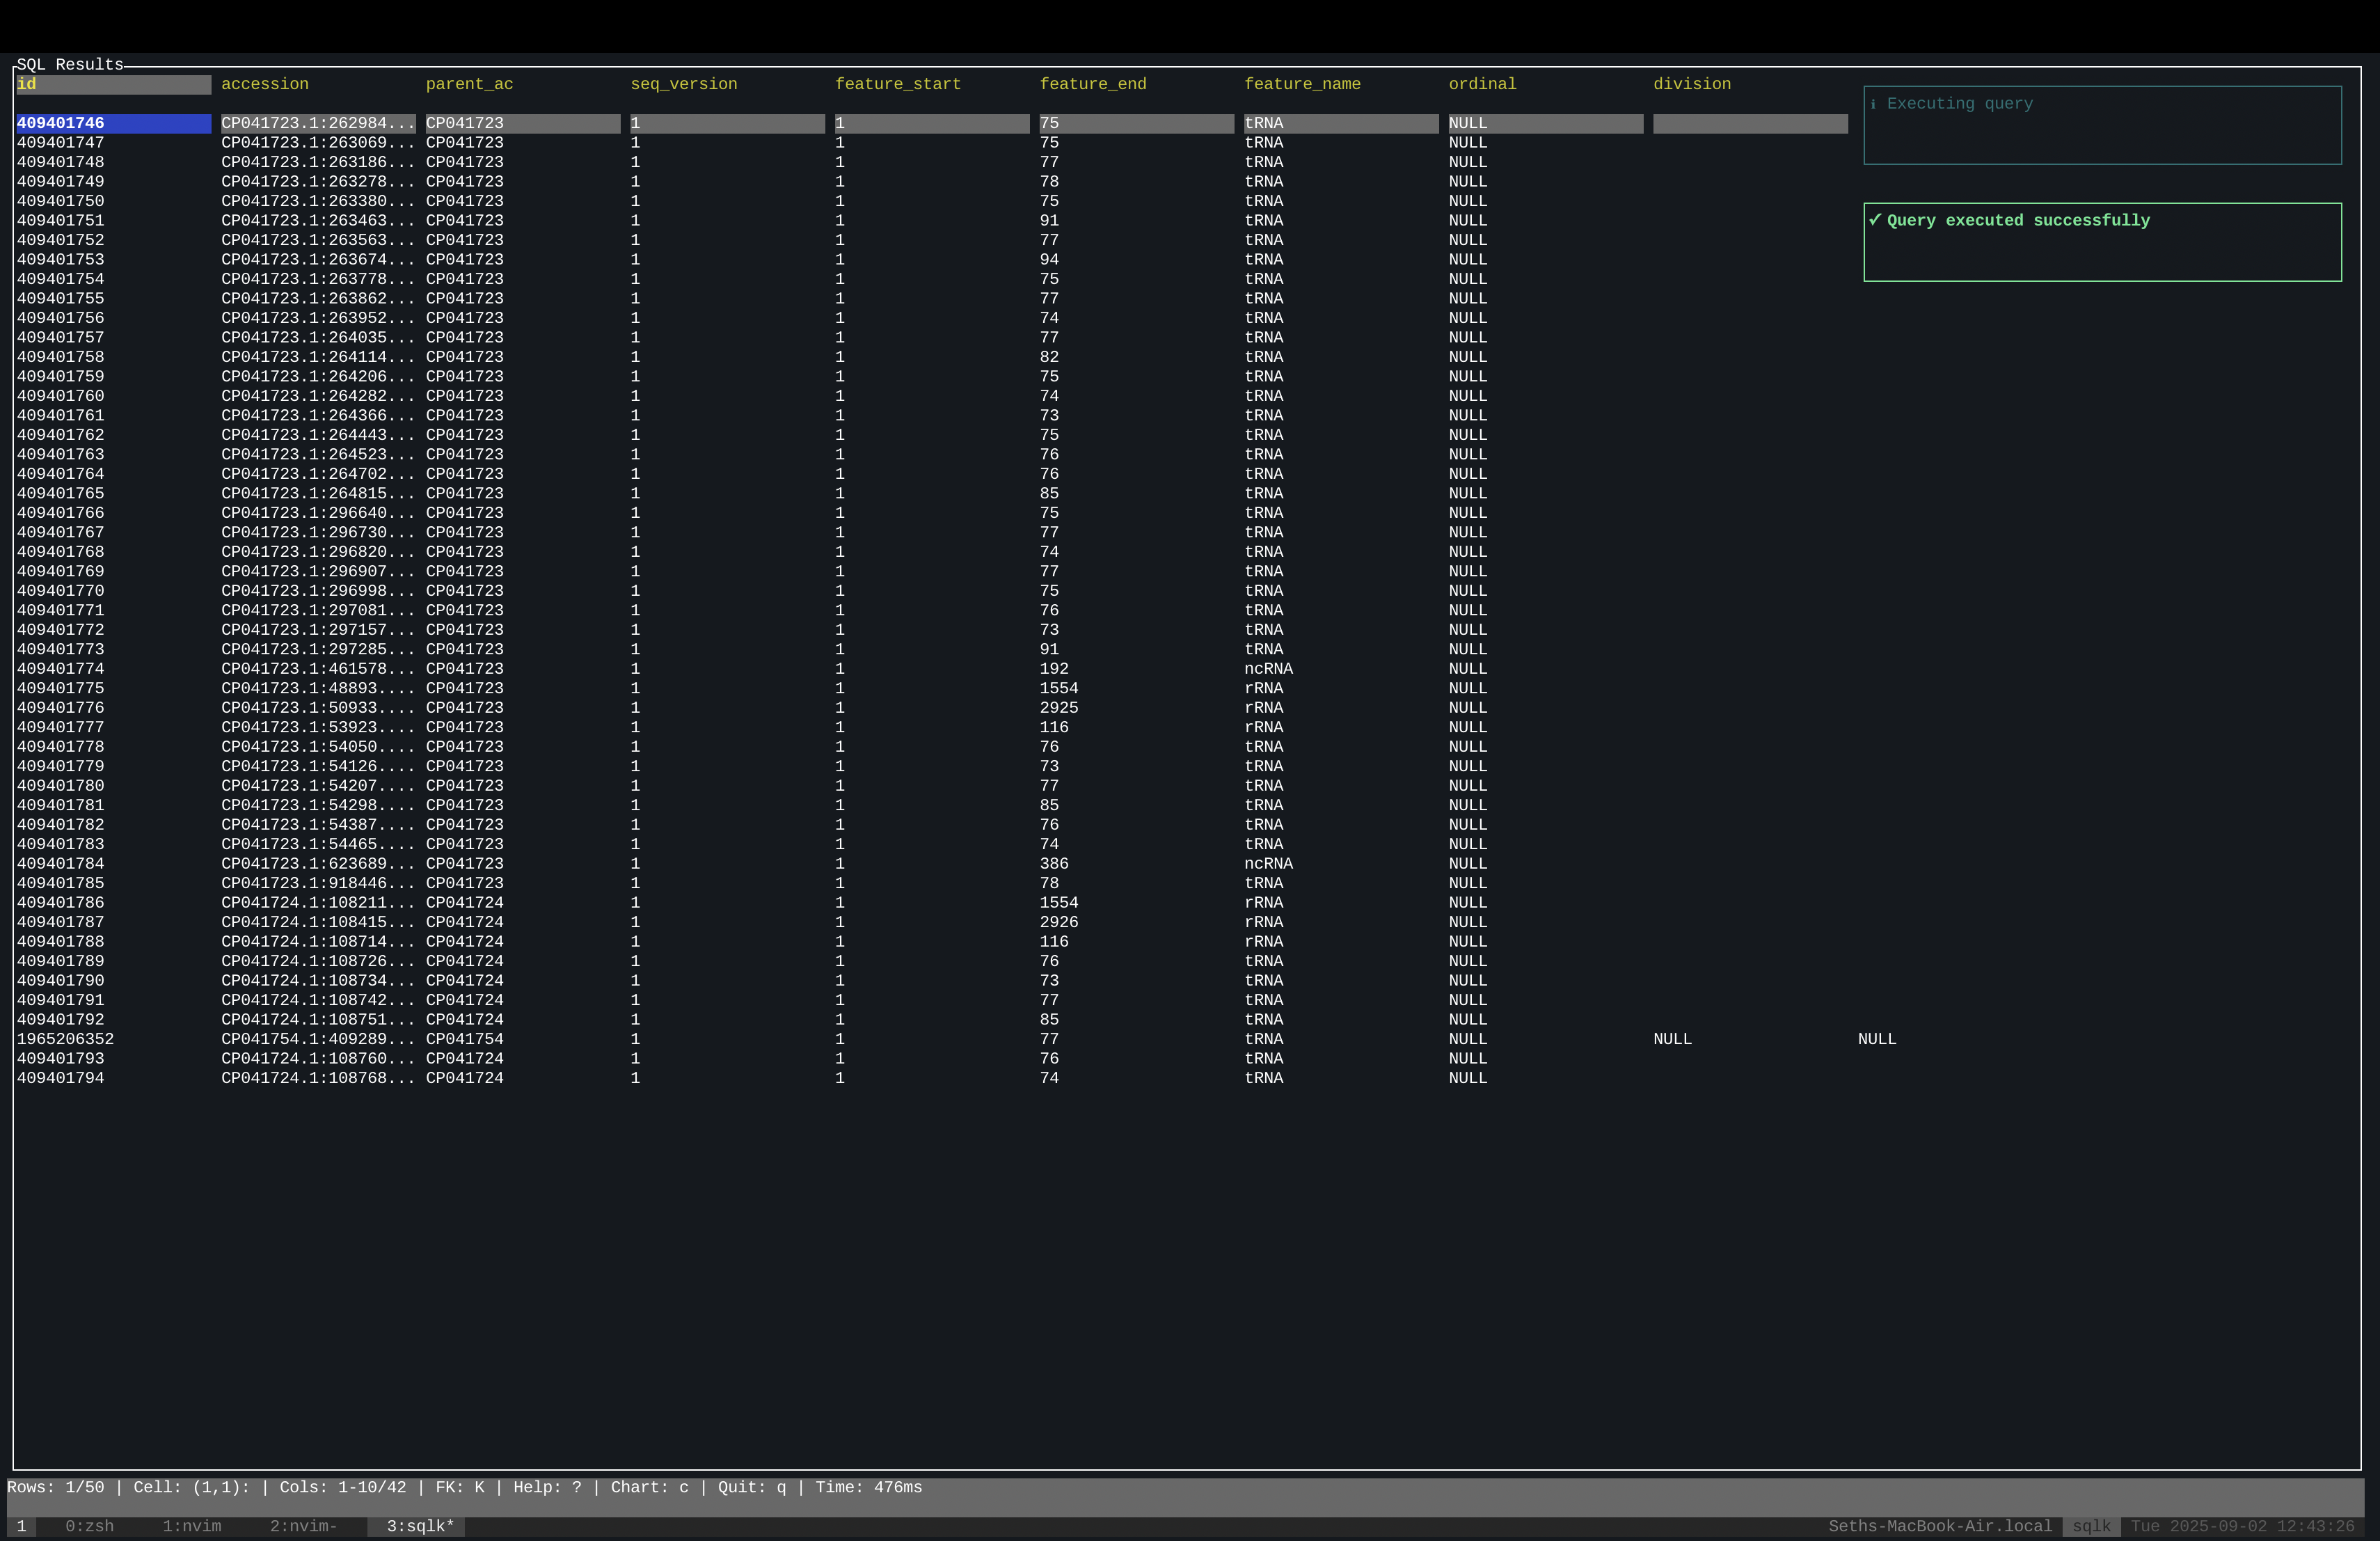 SQL Results
id accession parent_ac seq_version feature_start feature_end feature_name ordinal division
ℹ Executing query
409401746 CP041723.1:262984... CP041723 1 1 75 tRNA NULL
409401747 CP041723.1:263069... CP041723 1 1 75 tRNA NULL
409401748 CP041723.1:263186... CP041723 1 1 77 tRNA NULL
409401749 CP041723.1:263278... CP041723 1 1 78 tRNA NULL
409401750 CP041723.1:263380... CP041723 1 1 75 tRNA NULL
409401751 CP041723.1:263463... CP041723 1 1 91 tRNA NULL
✓ Query executed successfully
409401752 CP041723.1:263563... CP041723 1 1 77 tRNA NULL
409401753 CP041723.1:263674... CP041723 1 1 94 tRNA NULL
409401754 CP041723.1:263778... CP041723 1 1 75 tRNA NULL
409401755 CP041723.1:263862... CP041723 1 1 77 tRNA NULL
409401756 CP041723.1:263952... CP041723 1 1 74 tRNA NULL
409401757 CP041723.1:264035... CP041723 1 1 77 tRNA NULL
409401758 CP041723.1:264114... CP041723 1 1 82 tRNA NULL
409401759 CP041723.1:264206... CP041723 1 1 75 tRNA NULL
409401760 CP041723.1:264282... CP041723 1 1 74 tRNA NULL
409401761 CP041723.1:264366... CP041723 1 1 73 tRNA NULL
409401762 CP041723.1:264443... CP041723 1 1 75 tRNA NULL
409401763 CP041723.1:264523... CP041723 1 1 76 tRNA NULL
409401764 CP041723.1:264702... CP041723 1 1 76 tRNA NULL
409401765 CP041723.1:264815... CP041723 1 1 85 tRNA NULL
409401766 CP041723.1:296640... CP041723 1 1 75 tRNA NULL
409401767 CP041723.1:296730... CP041723 1 1 77 tRNA NULL
409401768 CP041723.1:296820... CP041723 1 1 74 tRNA NULL
409401769 CP041723.1:296907... CP041723 1 1 77 tRNA NULL
409401770 CP041723.1:296998... CP041723 1 1 75 tRNA NULL
409401771 CP041723.1:297081... CP041723 1 1 76 tRNA NULL
409401772 CP041723.1:297157... CP041723 1 1 73 tRNA NULL
409401773 CP041723.1:297285... CP041723 1 1 91 tRNA NULL
409401774 CP041723.1:461578... CP041723 1 1 192 ncRNA NULL
409401775 CP041723.1:48893.... CP041723 1 1 1554 rRNA NULL
409401776 CP041723.1:50933.... CP041723 1 1 2925 rRNA NULL
409401777 CP041723.1:53923.... CP041723 1 1 116 rRNA NULL
409401778 CP041723.1:54050.... CP041723 1 1 76 tRNA NULL
409401779 CP041723.1:54126.... CP041723 1 1 73 tRNA NULL
409401780 CP041723.1:54207.... CP041723 1 1 77 tRNA NULL
409401781 CP041723.1:54298.... CP041723 1 1 85 tRNA NULL
409401782 CP041723.1:54387.... CP041723 1 1 76 tRNA NULL
409401783 CP041723.1:54465.... CP041723 1 1 74 tRNA NULL
409401784 CP041723.1:623689... CP041723 1 1 386 ncRNA NULL
409401785 CP041723.1:918446... CP041723 1 1 78 tRNA NULL
409401786 CP041724.1:108211... CP041724 1 1 1554 rRNA NULL
409401787 CP041724.1:108415... CP041724 1 1 2926 rRNA NULL
409401788 CP041724.1:108714... CP041724 1 1 116 rRNA NULL
409401789 CP041724.1:108726... CP041724 1 1 76 tRNA NULL
409401790 CP041724.1:108734... CP041724 1 1 73 tRNA NULL
409401791 CP041724.1:108742... CP041724 1 1 77 tRNA NULL
409401792 CP041724.1:108751... CP041724 1 1 85 tRNA NULL
1965206352 CP041754.1:409289... CP041754 1 1 77 tRNA NULL NULL NULL
409401793 CP041724.1:108760... CP041724 1 1 76 tRNA NULL
409401794 CP041724.1:108768... CP041724 1 1 74 tRNA NULL
Rows: 1/50 | Cell: (1,1): | Cols: 1-10/42 | FK: K | Help: ? | Chart: c | Quit: q | Time: 476ms
1 0:zsh 1:nvim 2:nvim- 3:sqlk* Seths-MacBook-Air.local sqlk Tue 2025-09-02 12:43:26